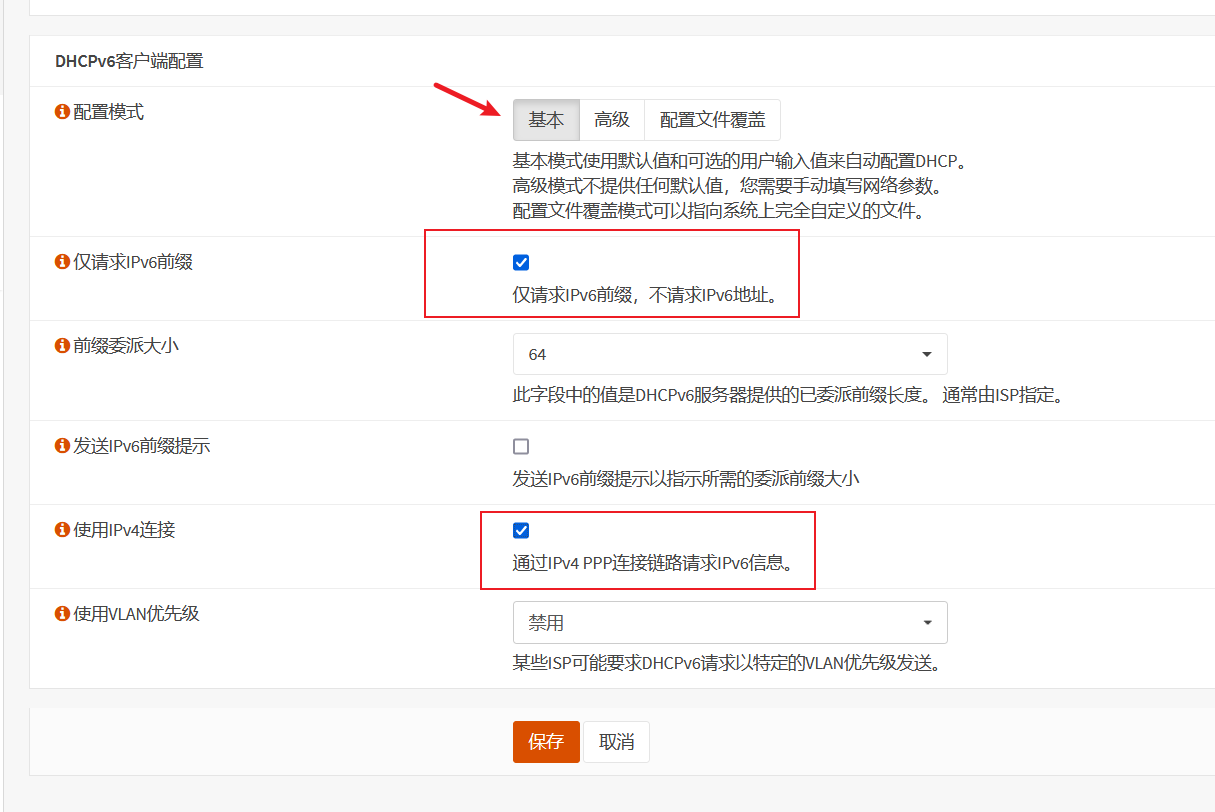 DHCPv6客户端配置
配置模式
基本 高级 配置文件覆盖
基本模式使用默认值和可选的用户输入值来自动配置DHCP。
高级模式不提供任何默认值，您需要手动填写网络参数。
配置文件覆盖模式可以指向系统上完全自定义的文件。
仅请求IPv6前缀
仅请求IPv6前缀，不请求IPv6地址。
前缀委派大小
64
此字段中的值是DHCPv6服务器提供的已委派前缀长度。 通常由ISP指定。
发送IPv6前缀提示
发送IPv6前缀提示以指示所需的委派前缀大小
使用IPv4连接
通过IPv4 PPP连接链路请求IPv6信息。
使用VLAN优先级
禁用
某些ISP可能要求DHCPv6请求以特定的VLAN优先级发送。
保存 取消